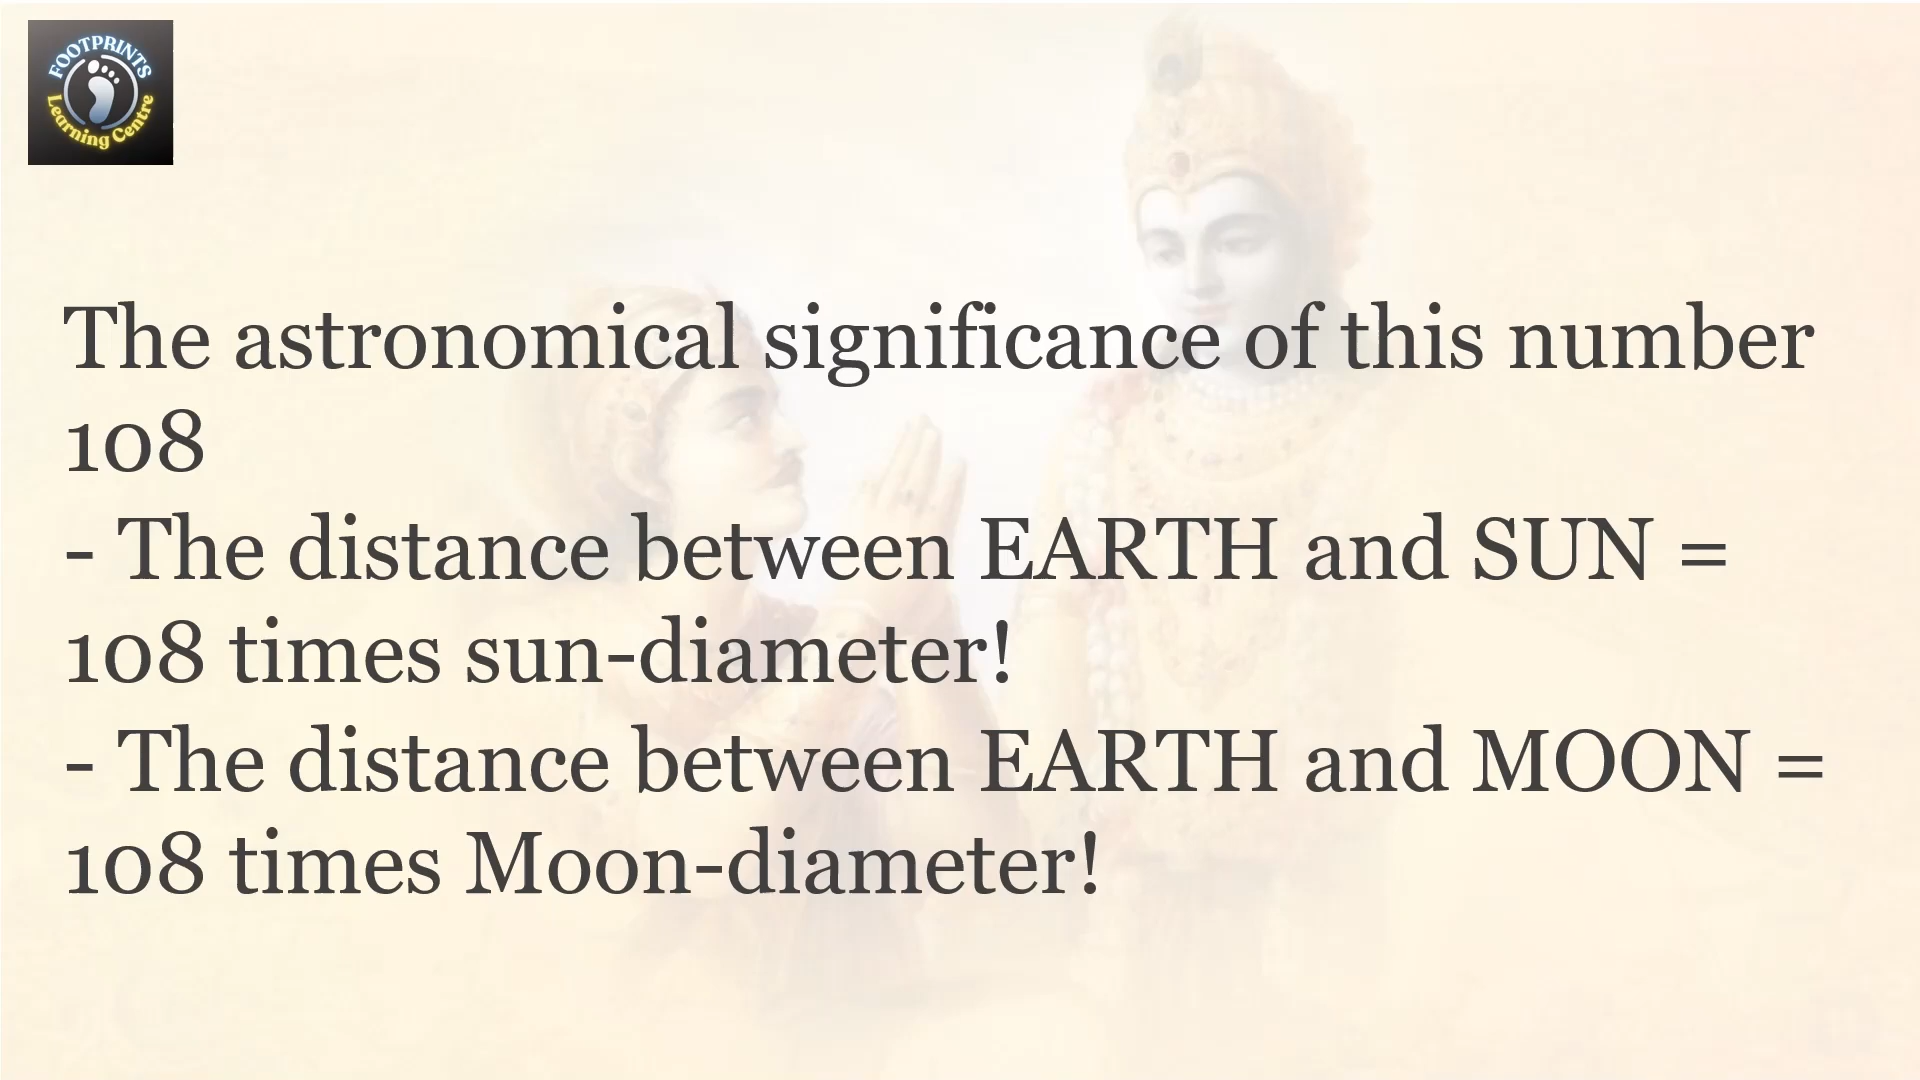 FOOTPRINTS
Learning Centre
The astronomical significance of this number
108
- The distance between EARTH and SUN =
108 times sun-diameter!
- The distance between EARTH and MOON =
108 times Moon-diameter!